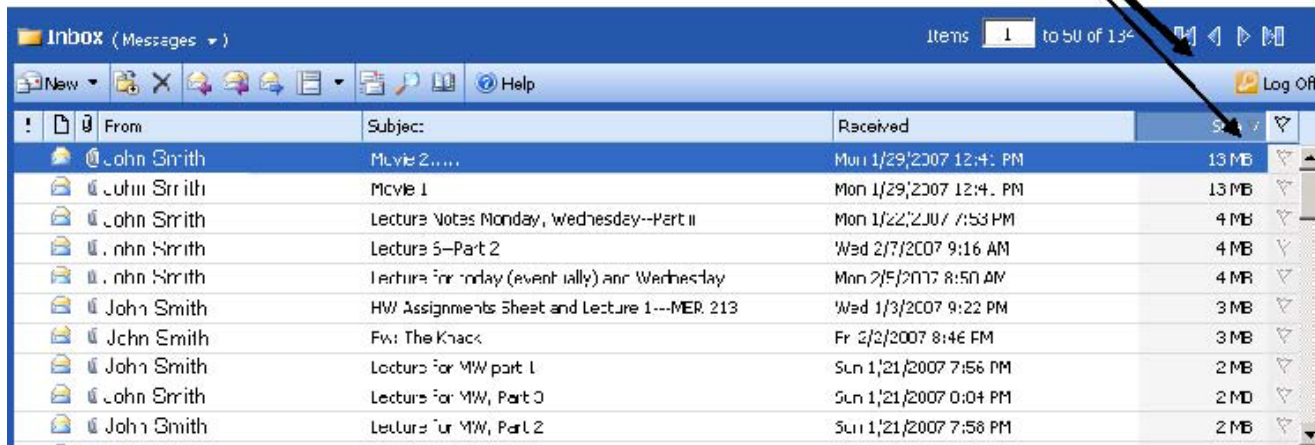 Inbox (Messages ▾)
Items 1 to 50 of 134
New Help Log Off
! From Subject Received Size
John Smith Movie 2..... Mon 1/29/2007 12:41 PM 13 MB
John Smith Movie 1 Mon 1/29/2007 12:41 PM 13 MB
John Smith Lecture Notes Monday, Wednesday--Part ii Mon 1/22/2007 7:53 PM 4 MB
John Smith Lecture 6--Part 2 Wed 2/7/2007 9:16 AM 4 MB
John Smith Lecture for today (eventually) and Wednesday Mon 2/5/2007 8:50 AM 4 MB
John Smith HW Assignments Sheet and Lecture 1---MER 213 Wed 1/3/2007 9:22 PM 3 MB
John Smith Fw: The Knack Fri 2/2/2007 8:46 PM 3 MB
John Smith Lecture for MW part 1 Sun 1/21/2007 7:56 PM 2 MB
John Smith Lecture for MW, Part 3 Sun 1/21/2007 8:04 PM 2 MB
John Smith Lecture for MW, Part 2 Sun 1/21/2007 7:58 PM 2 MB